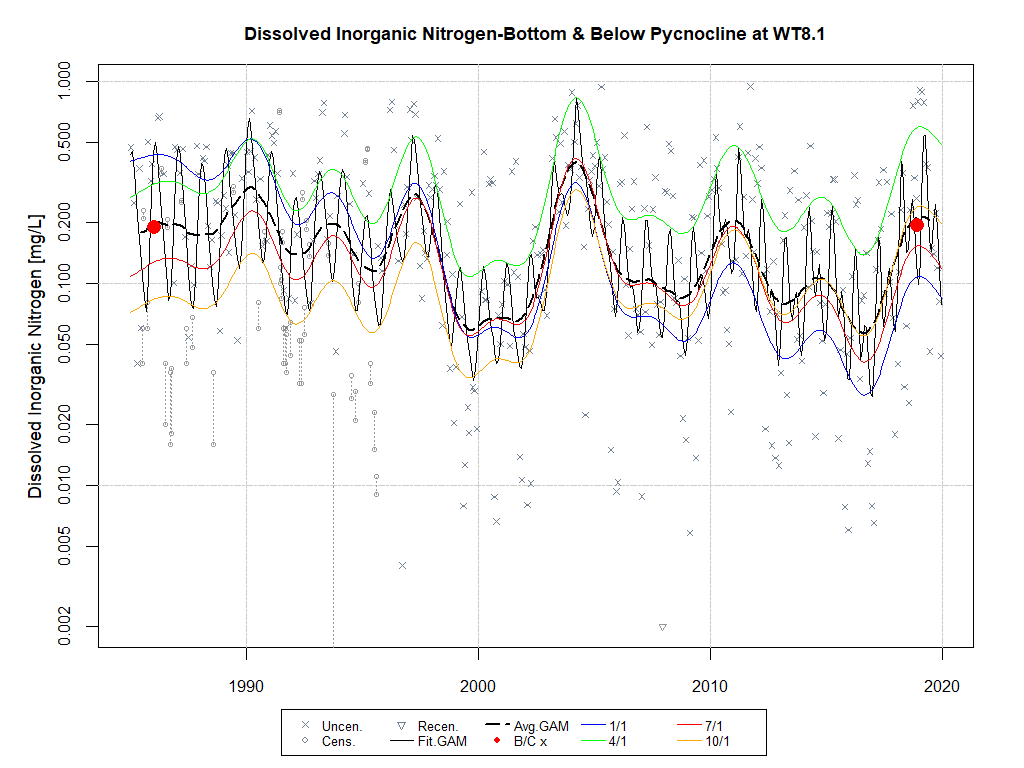 Dissolved Inorganic Nitrogen-Bottom & Below Pycnocline at WT8.1
Dissolved Inorganic Nitrogen [mg/L]
1.000
0.500
0.200
0.100
0.050
0.020
0.010
0.005
0.002
1990 2000 2010 2020
Uncen. Recen. Avg.GAM 1/1 7/1
Cens. Fit.GAM B/C x 4/1 10/1